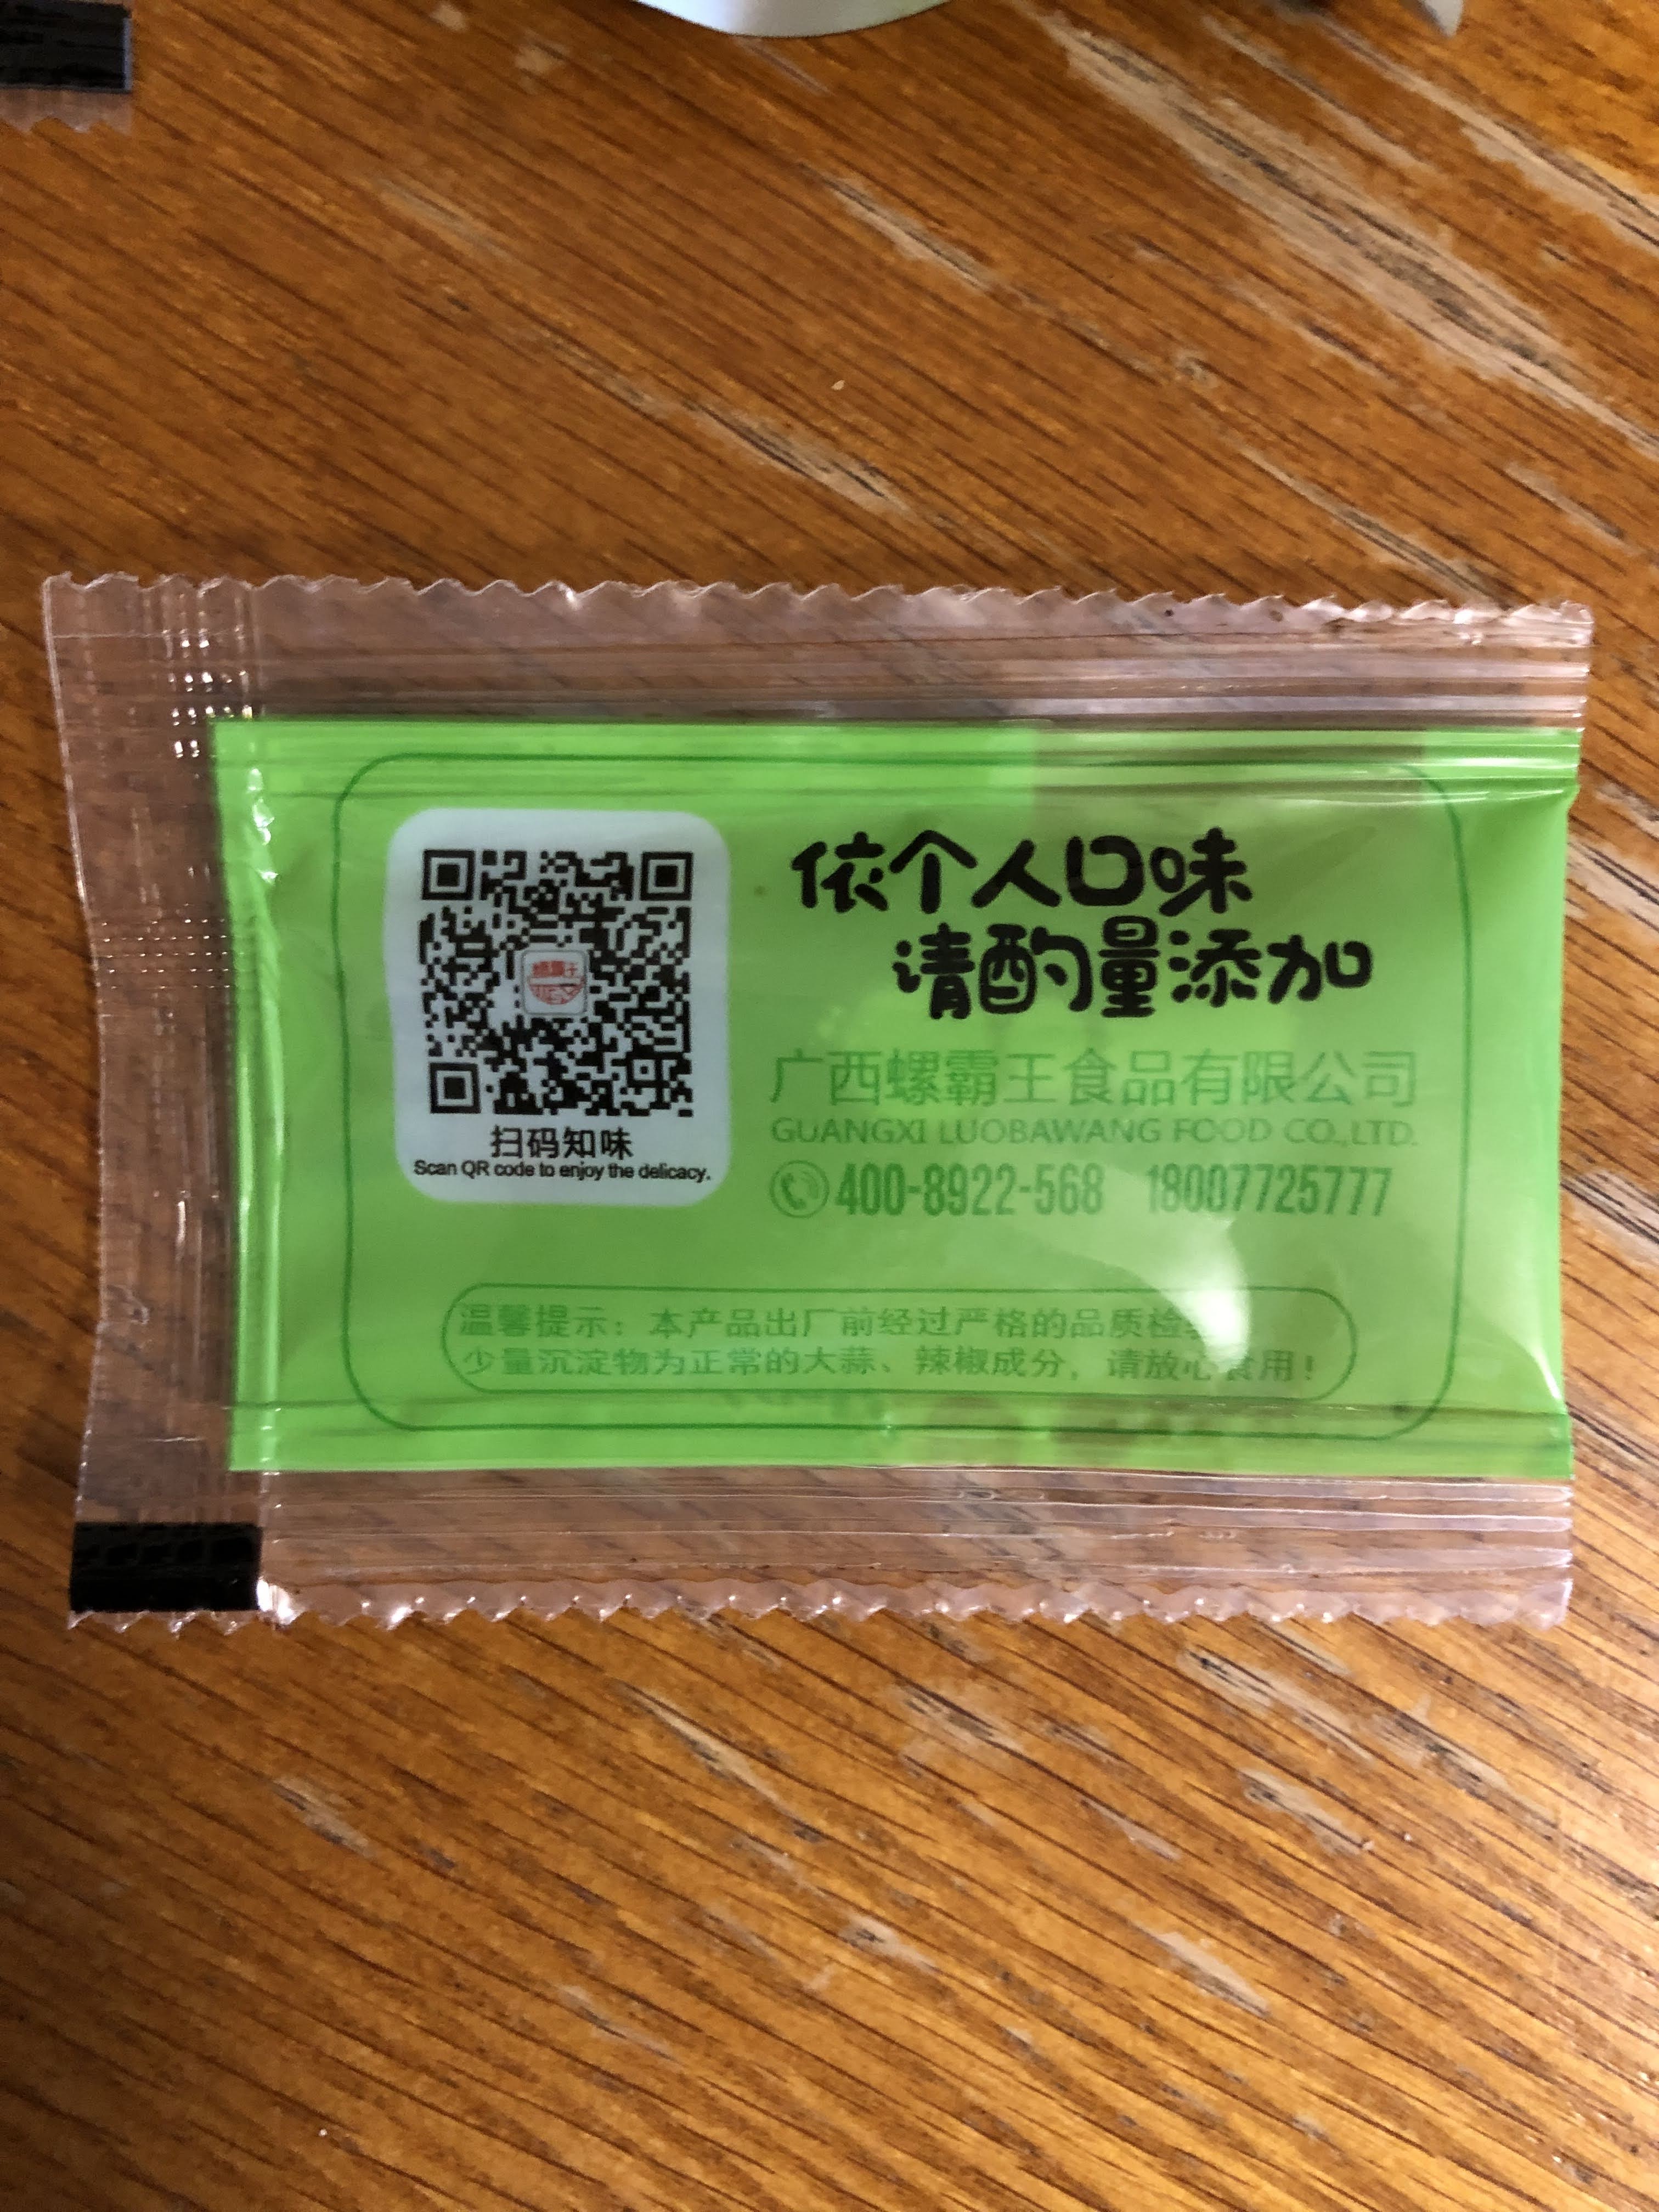 依个人口味
请酌量添加
广西螺霸王食品有限公司
GUANGXI LUOBAWANG FOOD CO.,LTD.
400-8922-568 18007725777
螺霸王
扫码知味
Scan QR code to enjoy the delicacy.
温馨提示：本产品出厂前经过严格的品质检
少量沉淀物为正常的大蒜、辣椒成分，请放心食用！